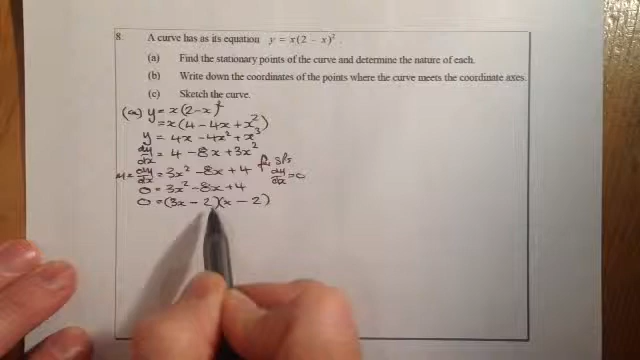 8. A curve has as its equation y = x(2 - x)².
(a) Find the stationary points of the curve and determine the nature of each.
(b) Write down the coordinates of the points where the curve meets the coordinate axes.
(c) Sketch the curve.
(a) y = x(2-x)²
= x(4 - 4x + x²)
y = 4x - 4x² + x³
dy/dx = 4 - 8x + 3x²
m = dy/dx = 3x² - 8x + 4 for SPs dy/dx = 0
0 = 3x² - 8x + 4
0 = (3x - 2)(x - 2)